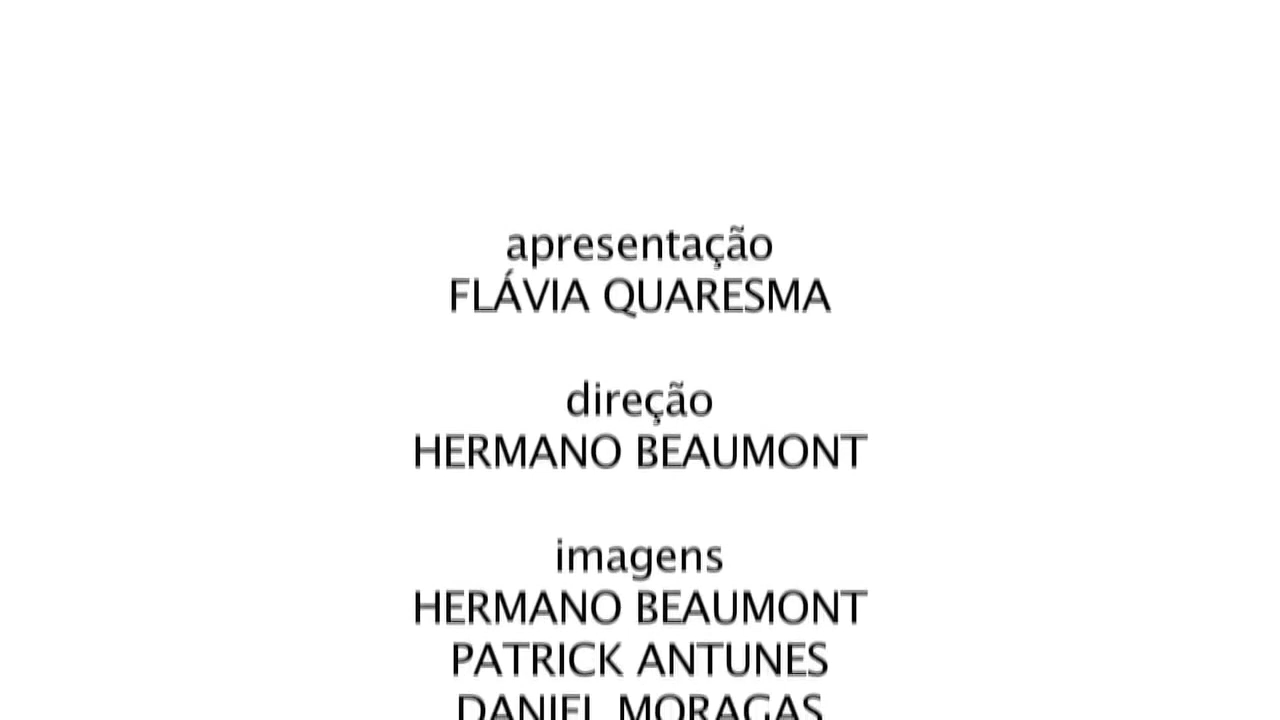 apresentação
FLÁVIA QUARESMA
direção
HERMANO BEAUMONT
imagens
HERMANO BEAUMONT
PATRICK ANTUNES
DANIEL MORAGAS